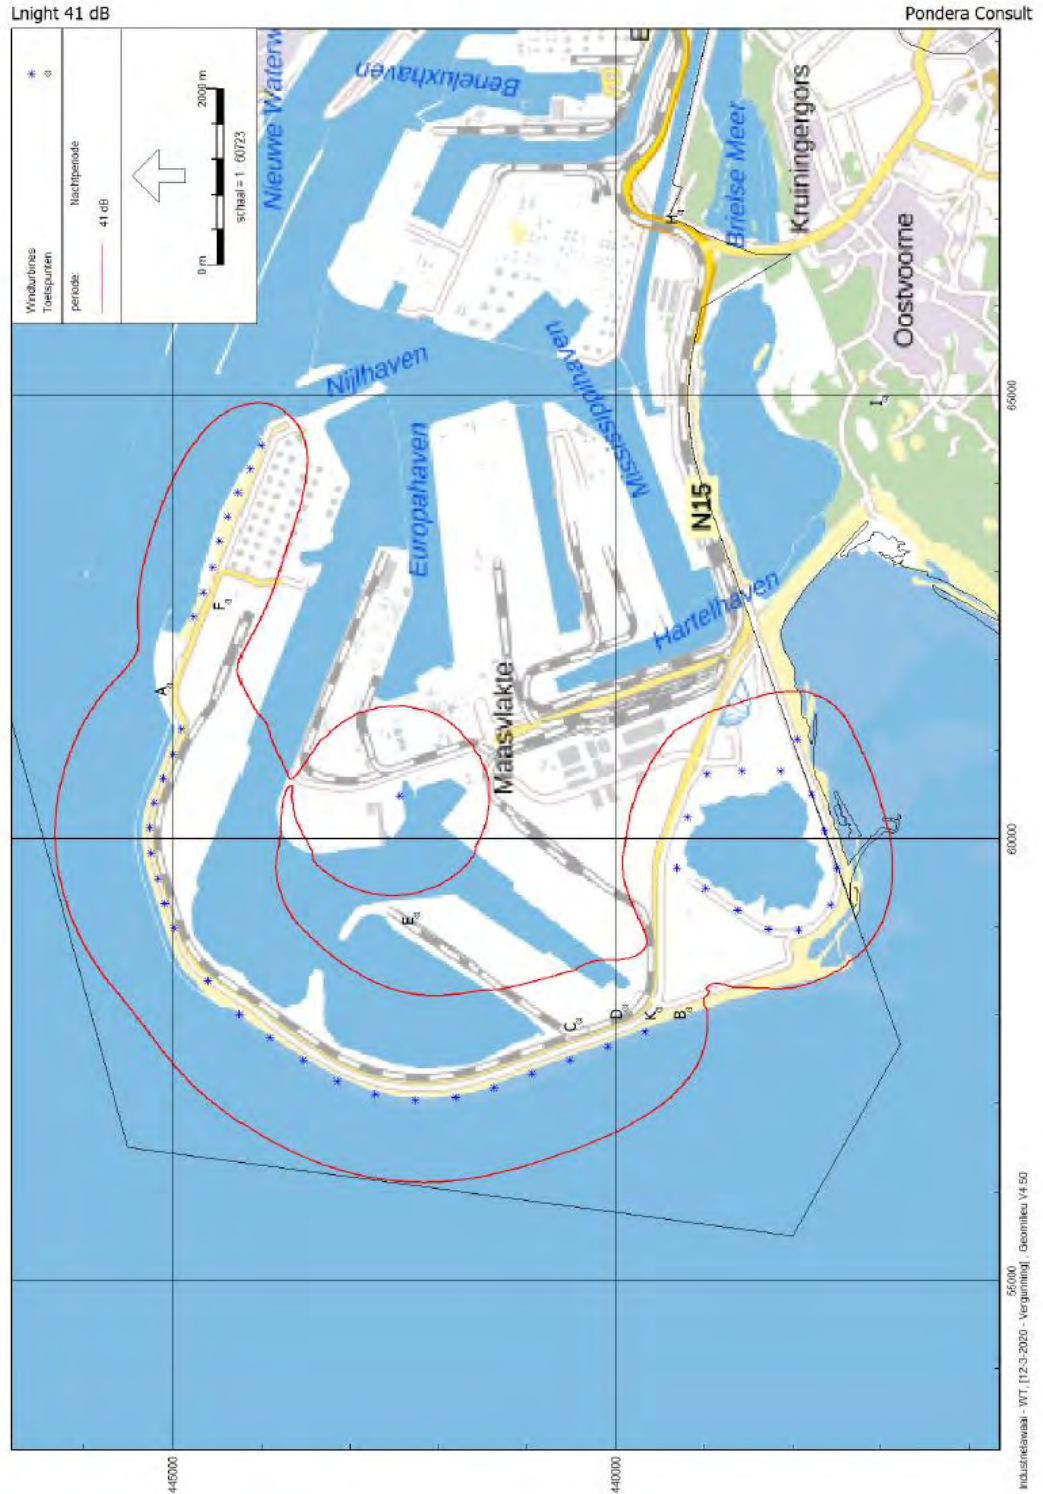 Lnight 41 dB
Pondera Consult
Windturbines
Toetspunten
periode:
Nachtperiode
41 dB
0 m
2000 m
schaal = 1 : 60723
Nieuwe Waterw
Beneluxhaven
E
Brielse Meer
Kruiningergors
Oostvoorne
Nijlhaven
Europahaven
Mississippihaven
N15
Hartelhaven
Maasvlakte
A
F
E
C
D
K
B
H
I
65000
60000
55000
445000
440000
Industrielawaai - WT, [12-3-2020 - Vergunning] , Geomilieu V4.50